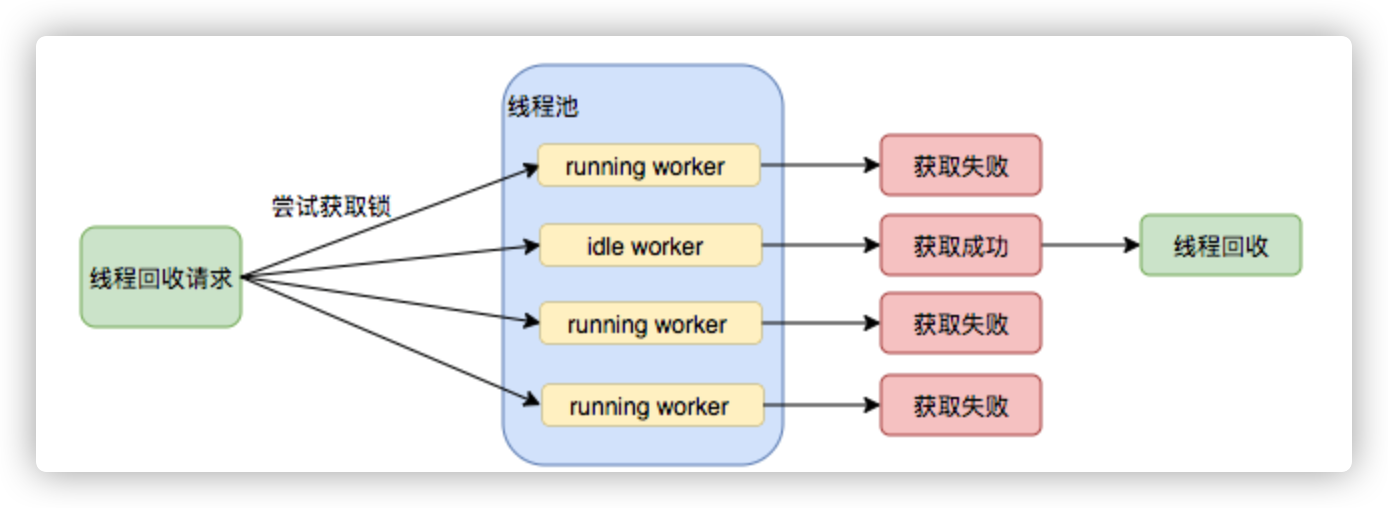 线程池
running worker
获取失败
尝试获取锁
idle worker
获取成功
线程回收
线程回收请求
running worker
获取失败
running worker
获取失败